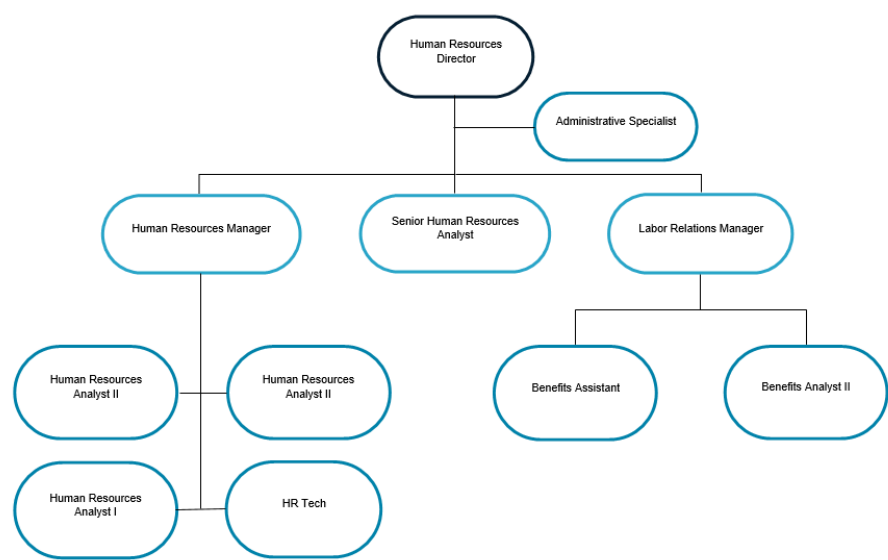 Human Resources
Director
Administrative Specialist
Human Resources Manager
Senior Human Resources
Analyst
Labor Relations Manager
Human Resources
Analyst II
Human Resources
Analyst II
Benefits Assistant
Benefits Analyst II
Human Resources
Analyst I
HR Tech